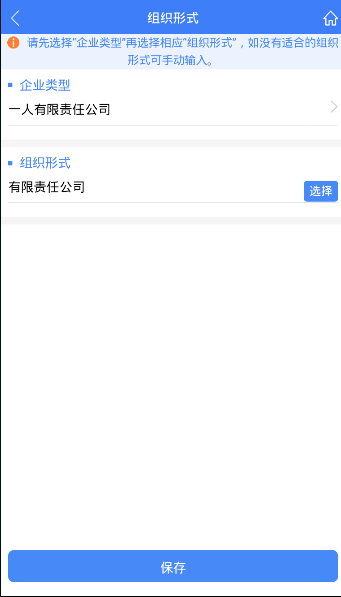 组织形式
请先选择"企业类型"再选择相应"组织形式"，如没有适合的组织
形式可手动输入。
企业类型
一人有限责任公司
组织形式
有限责任公司
选择
保存